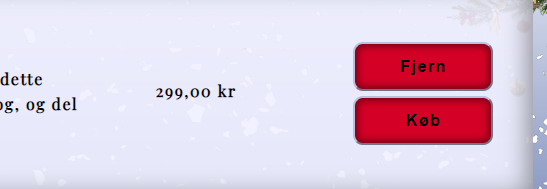 dette
og, og del
299,00 kr
Fjern
Køb